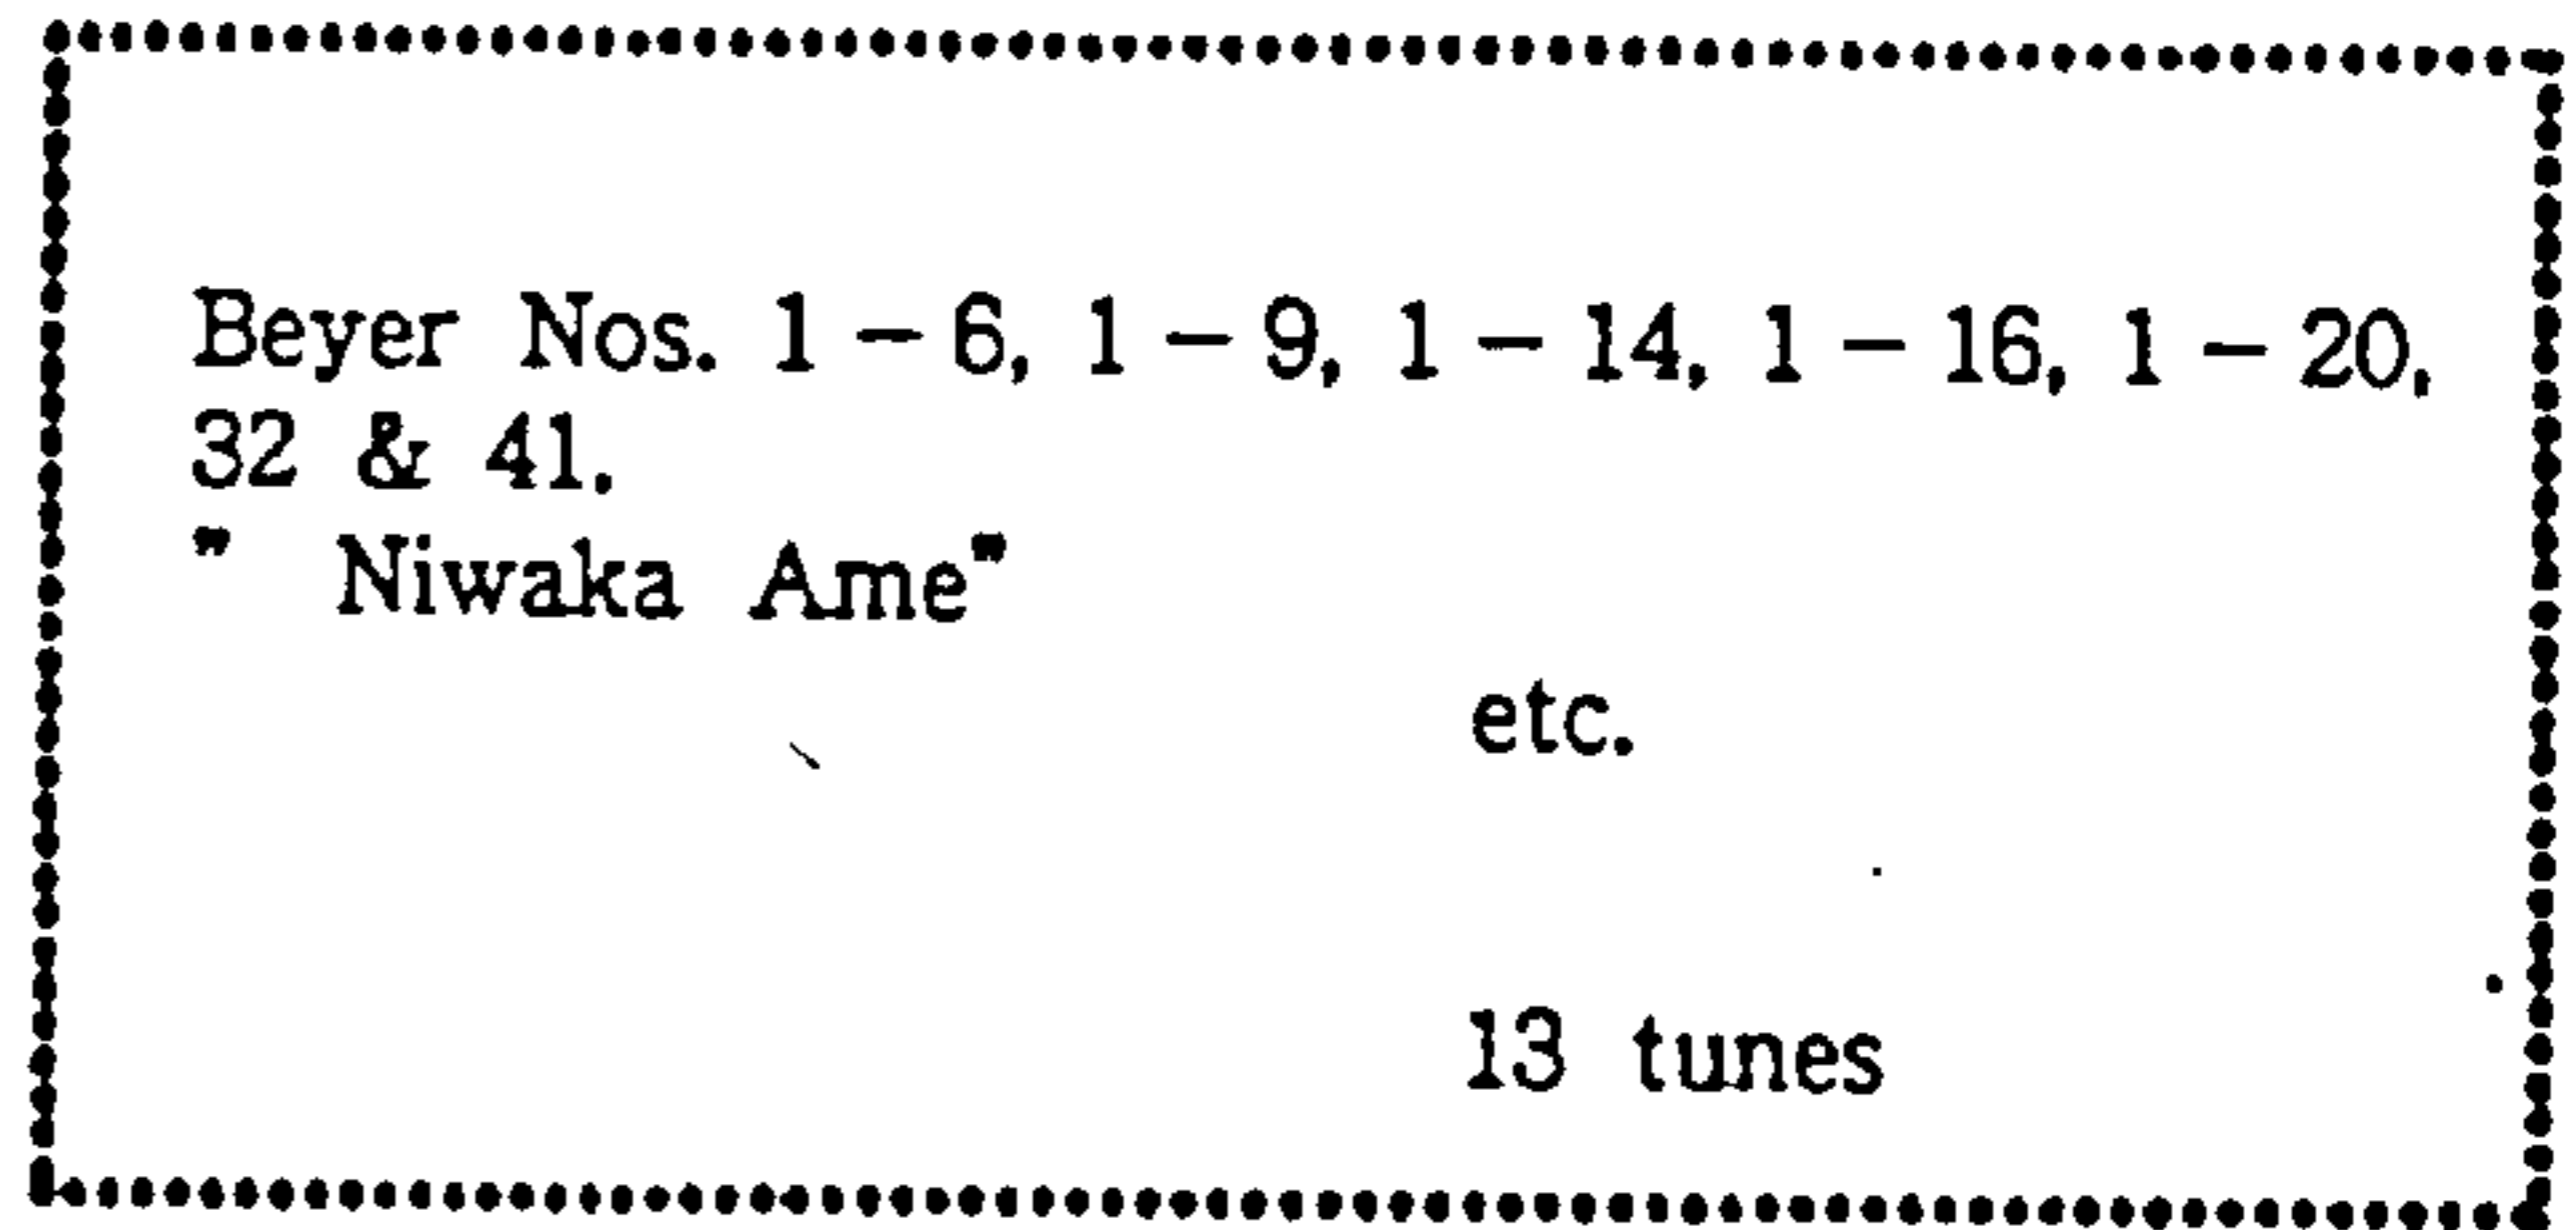 Beyer Nos. 1 – 6, 1 – 9, 1 – 14, 1 – 16, 1 – 20,
32 & 41.
" Niwaka Ame"
etc.
13 tunes